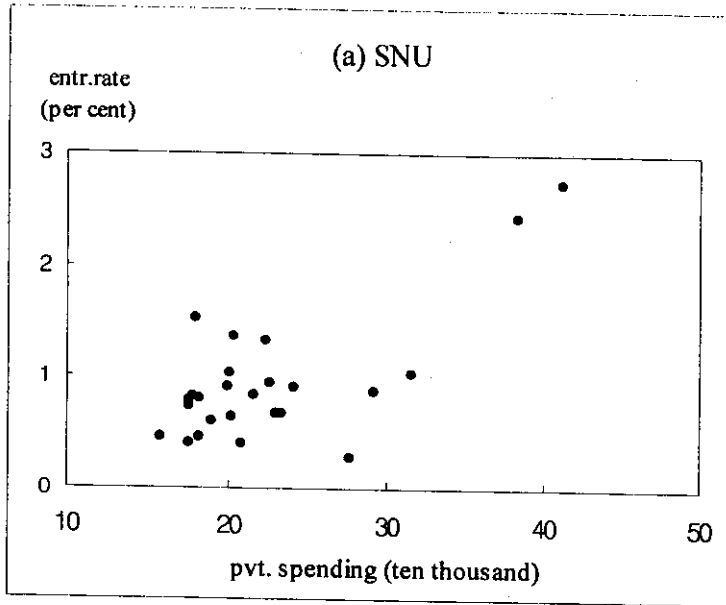 (a) SNU
entr.rate
(per cent)
3
2
1
0
10 20 30 40 50
pvt. spending (ten thousand)